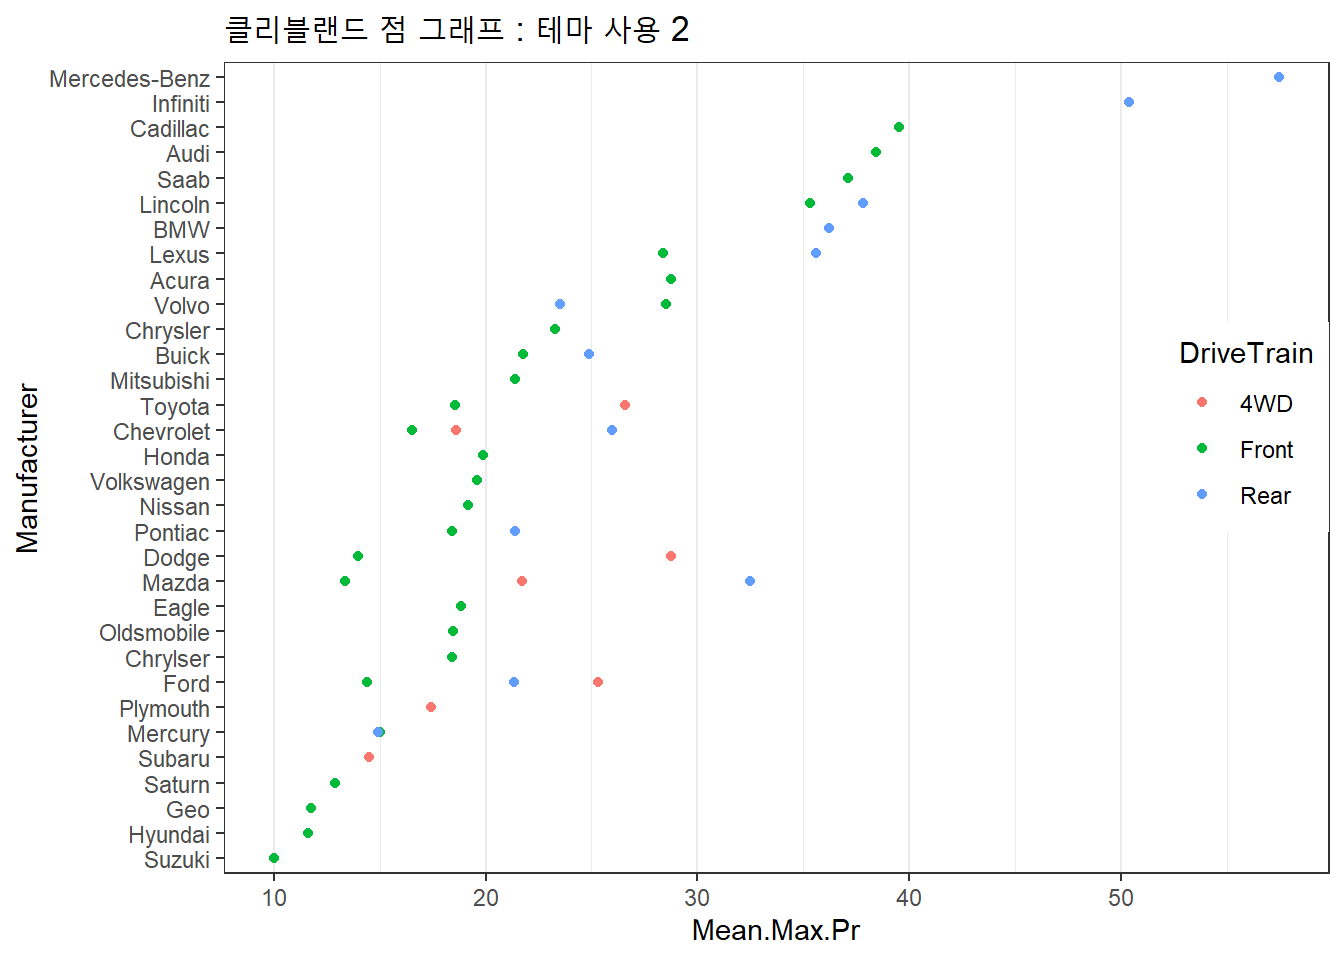 클리블랜드 점 그래프 : 테마 사용 2
Manufacturer
Mercedes-Benz
Infiniti
Cadillac
Audi
Saab
Lincoln
BMW
Lexus
Acura
Volvo
Chrysler
Buick
Mitsubishi
Toyota
Chevrolet
Honda
Volkswagen
Nissan
Pontiac
Dodge
Mazda
Eagle
Oldsmobile
Chrylser
Ford
Plymouth
Mercury
Subaru
Saturn
Geo
Hyundai
Suzuki
10 20 30 40 50
Mean.Max.Pr
DriveTrain
4WD
Front
Rear